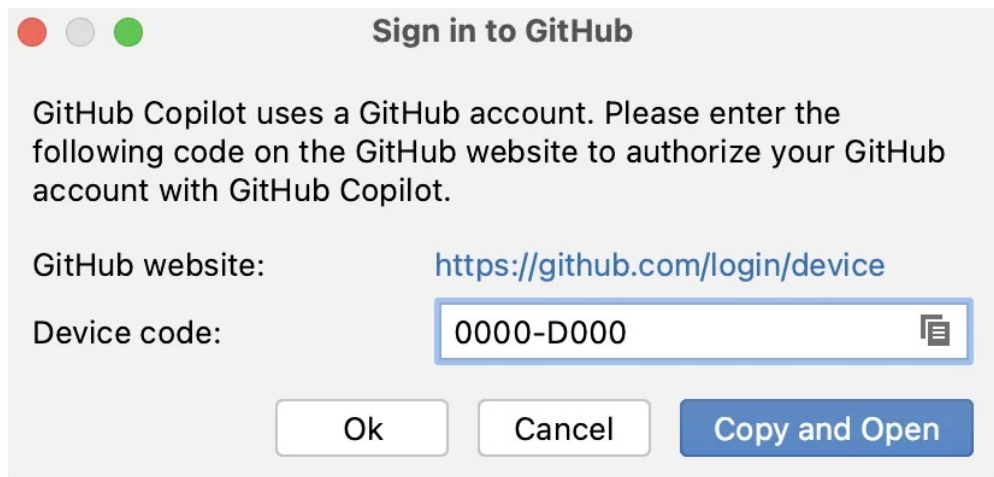 Sign in to GitHub
GitHub Copilot uses a GitHub account. Please enter the
following code on the GitHub website to authorize your GitHub
account with GitHub Copilot.
GitHub website: https://github.com/login/device
Device code: 0000-D000
Ok Cancel Copy and Open